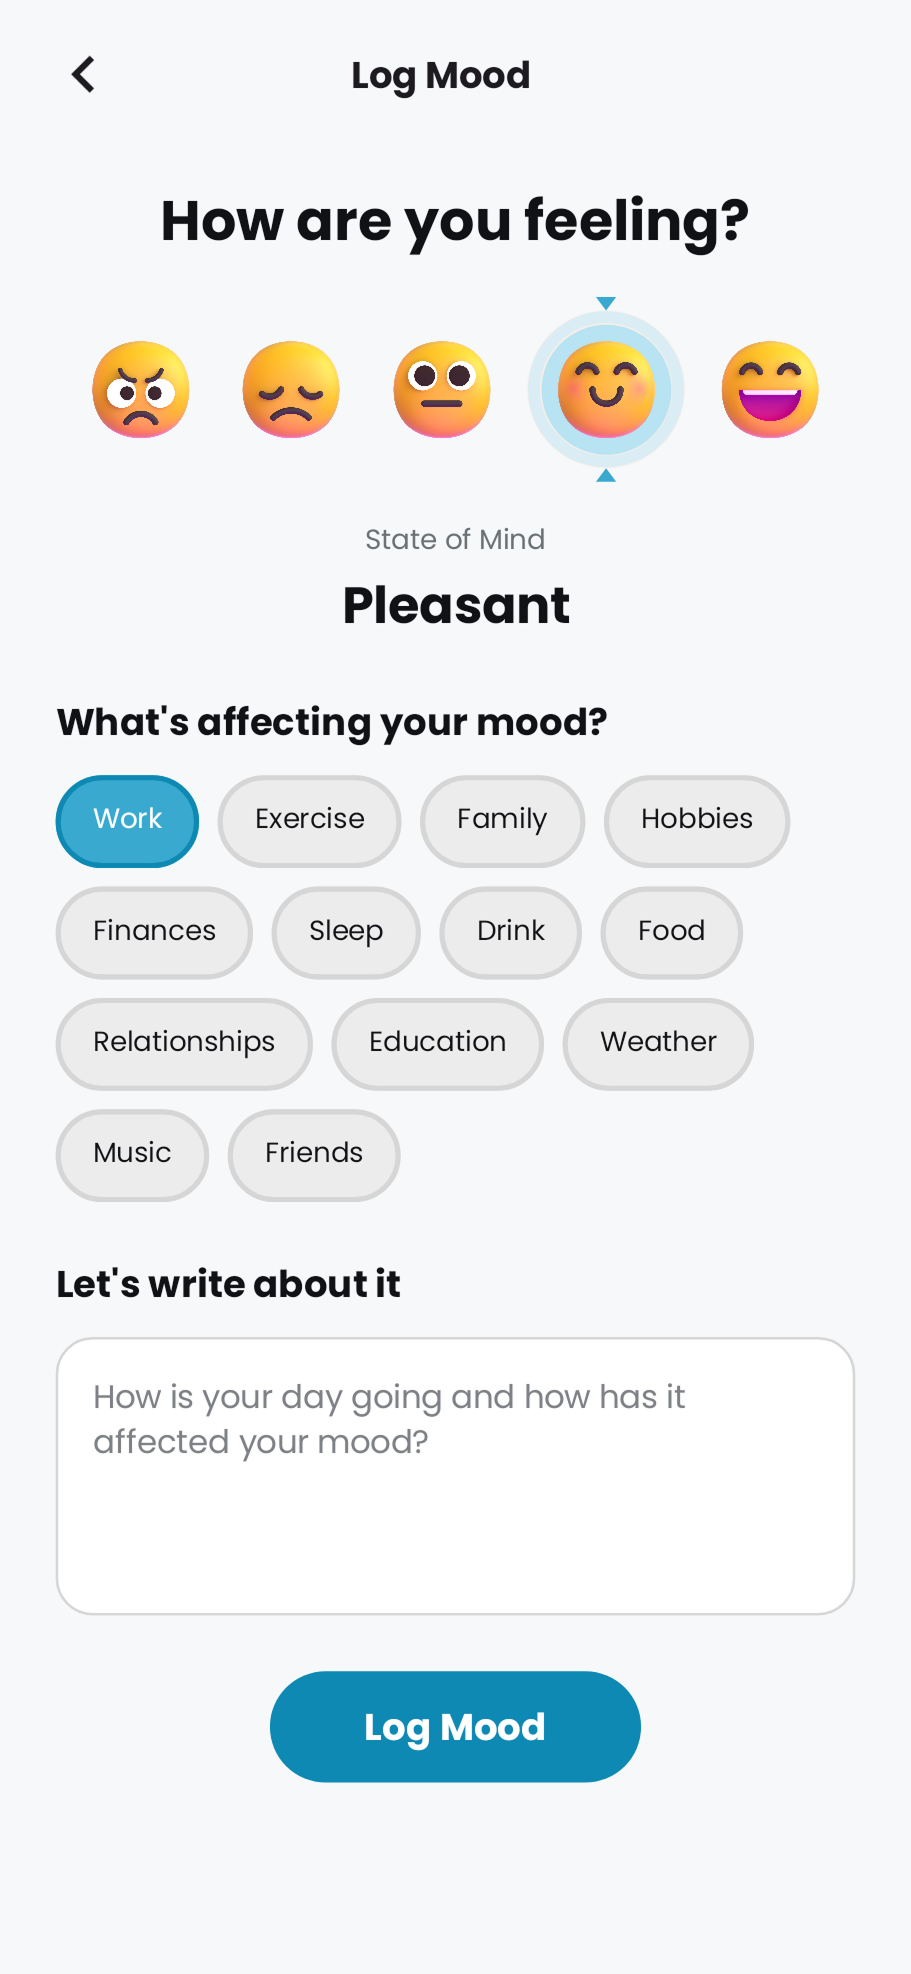 Log Mood
How are you feeling?
State of Mind
Pleasant
What's affecting your mood?
Work Exercise Family Hobbies
Finances Sleep Drink Food
Relationships Education Weather
Music Friends
Let's write about it
How is your day going and how has it
affected your mood?
Log Mood